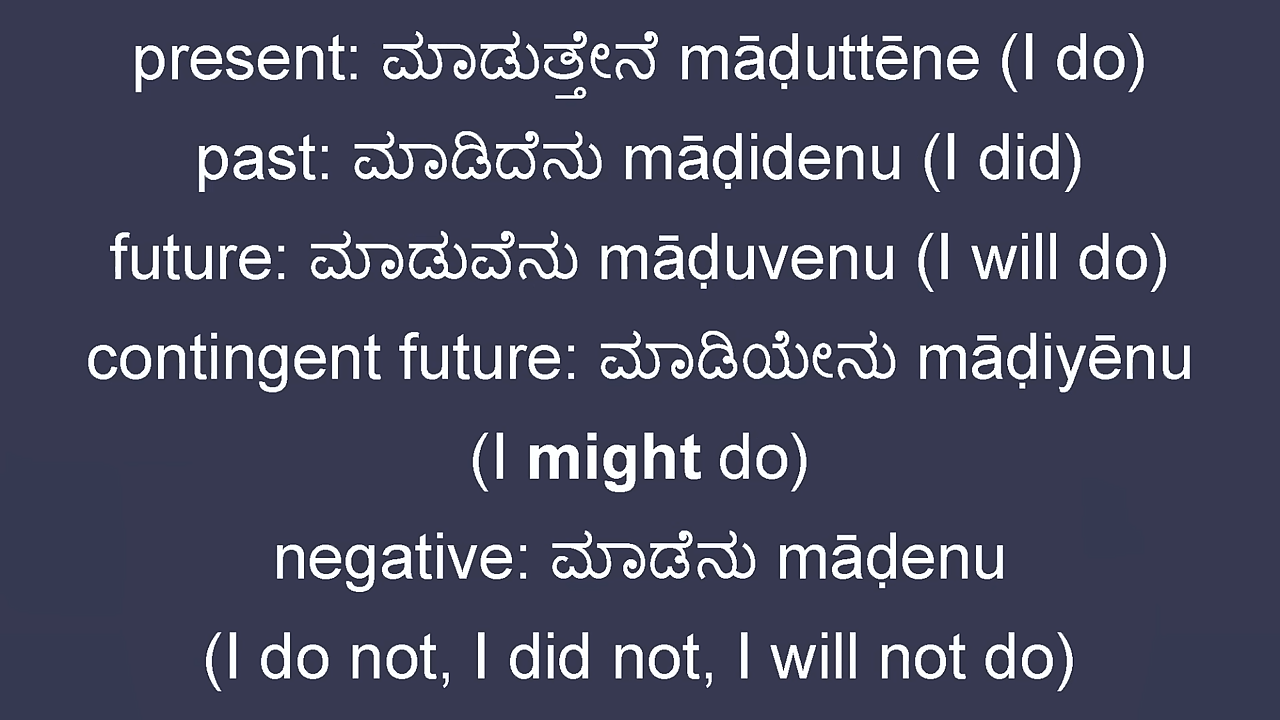 present: ಮಾಡುತ್ತೇನೆ māḍuttēne (I do)
past: ಮಾಡಿದೆನು māḍidenu (I did)
future: ಮಾಡುವೆನು māḍuvenu (I will do)
contingent future: ಮಾಡಿಯೇನು māḍiyēnu
(I might do)
negative: ಮಾಡೆನು māḍenu
(I do not, I did not, I will not do)